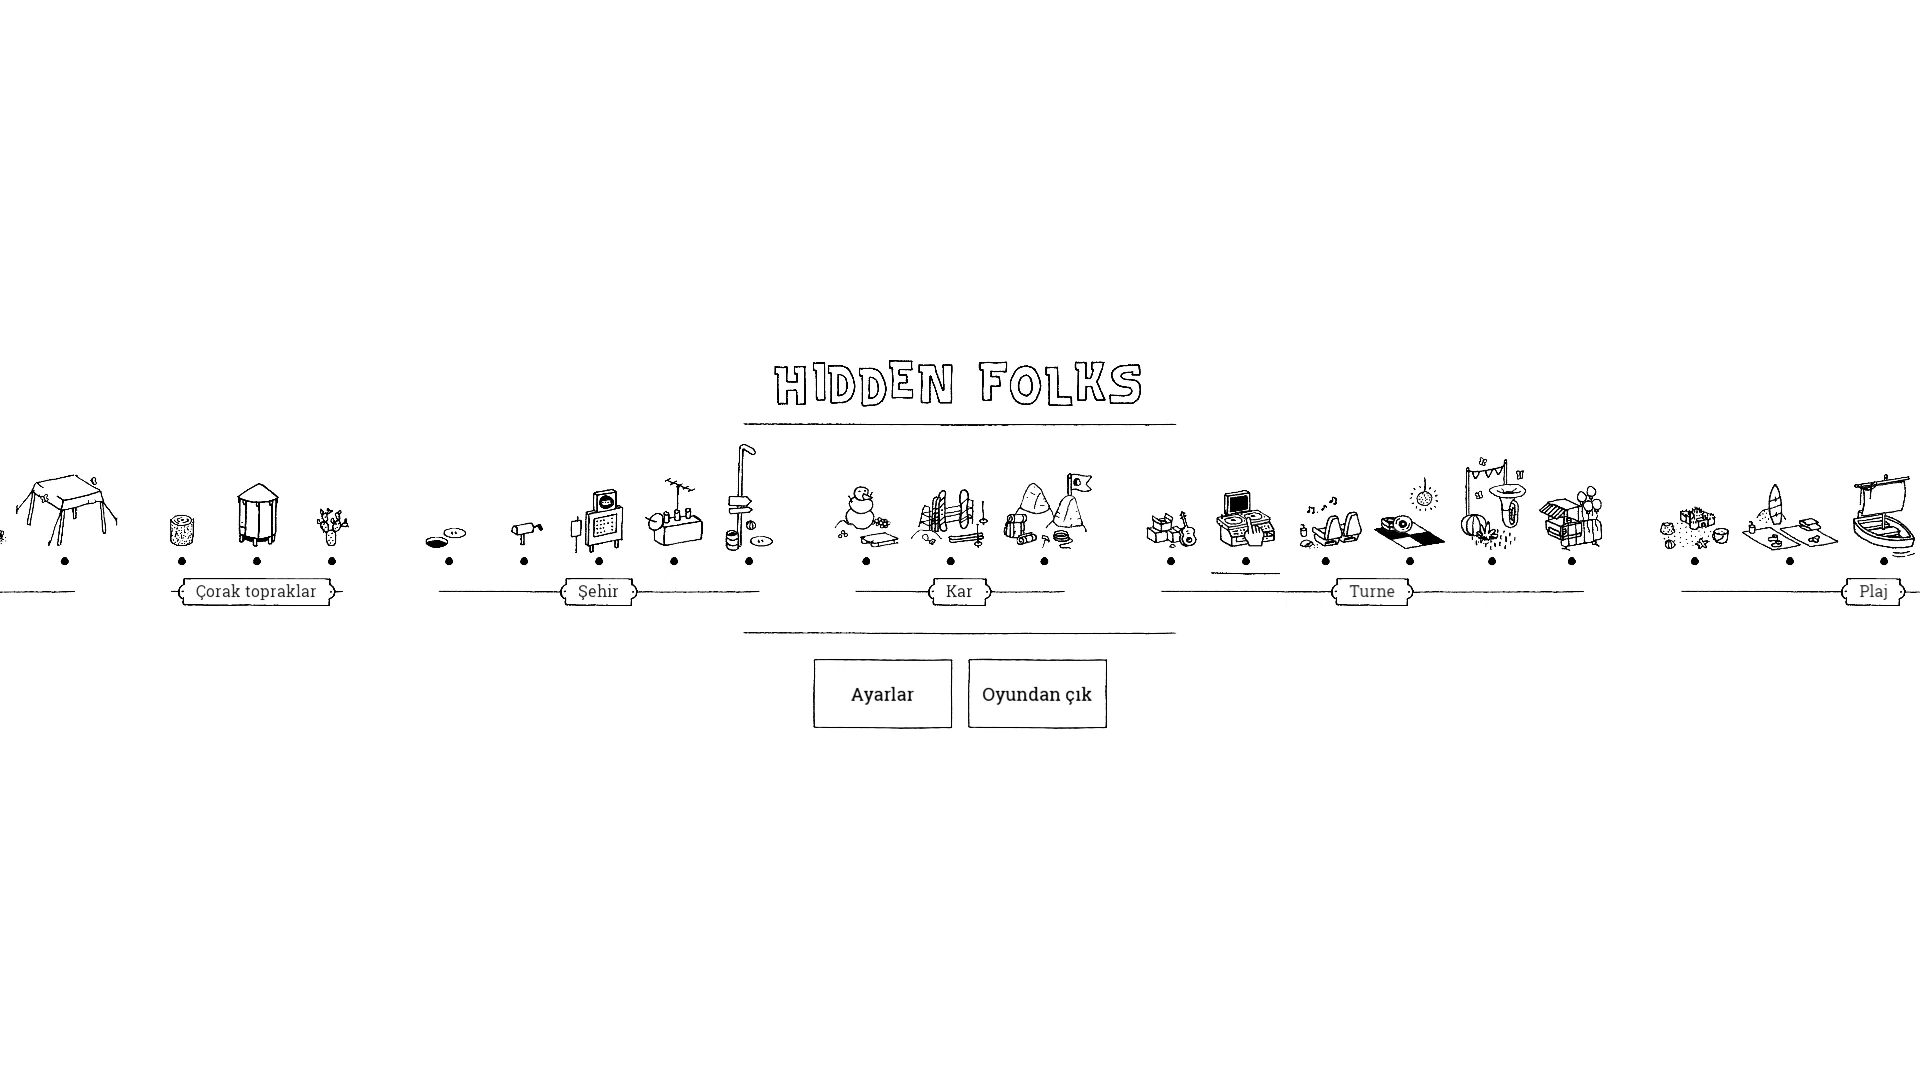 HIDDEN FOLKS
Çorak topraklar
Şehir
Kar
Turne
Plaj
Ayarlar
Oyundan çık